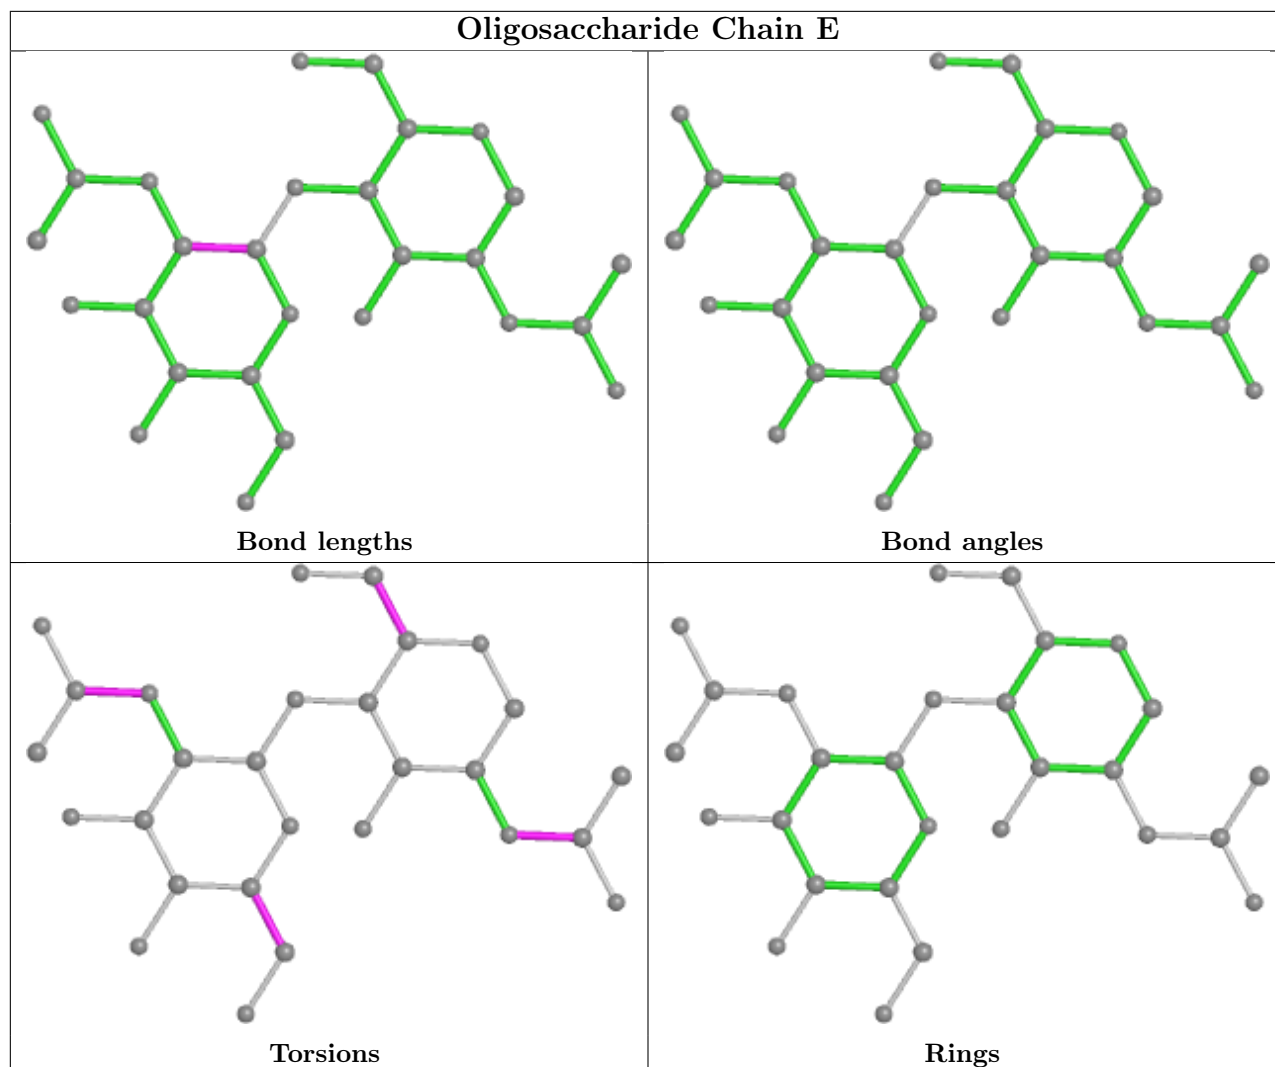 Oligosaccharide Chain E
Bond lengths
Bond angles
Torsions
Rings